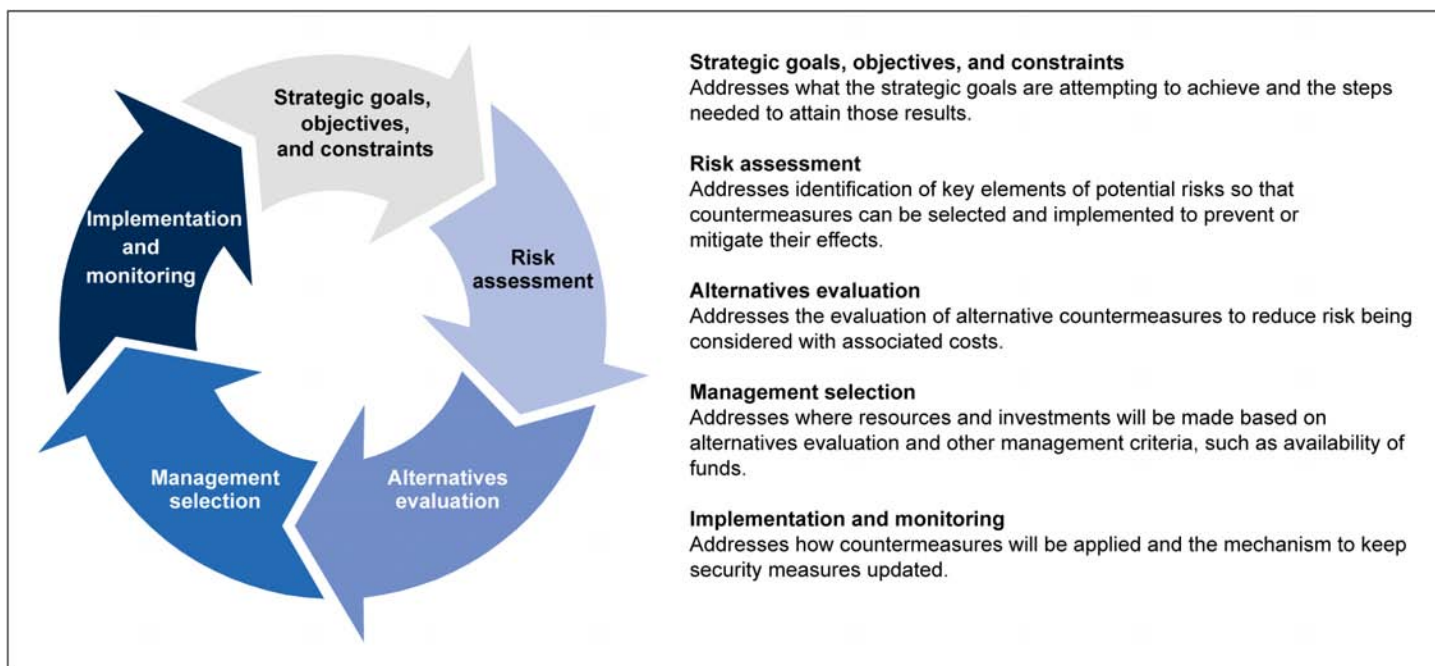 Strategic goals,
objectives,
and constraints
Risk
assessment
Alternatives
evaluation
Management
selection
Implementation
and
monitoring
Strategic goals, objectives, and constraints
Addresses what the strategic goals are attempting to achieve and the steps
needed to attain those results.
Risk assessment
Addresses identification of key elements of potential risks so that
countermeasures can be selected and implemented to prevent or
mitigate their effects.
Alternatives evaluation
Addresses the evaluation of alternative countermeasures to reduce risk being
considered with associated costs.
Management selection
Addresses where resources and investments will be made based on
alternatives evaluation and other management criteria, such as availability of
funds.
Implementation and monitoring
Addresses how countermeasures will be applied and the mechanism to keep
security measures updated.